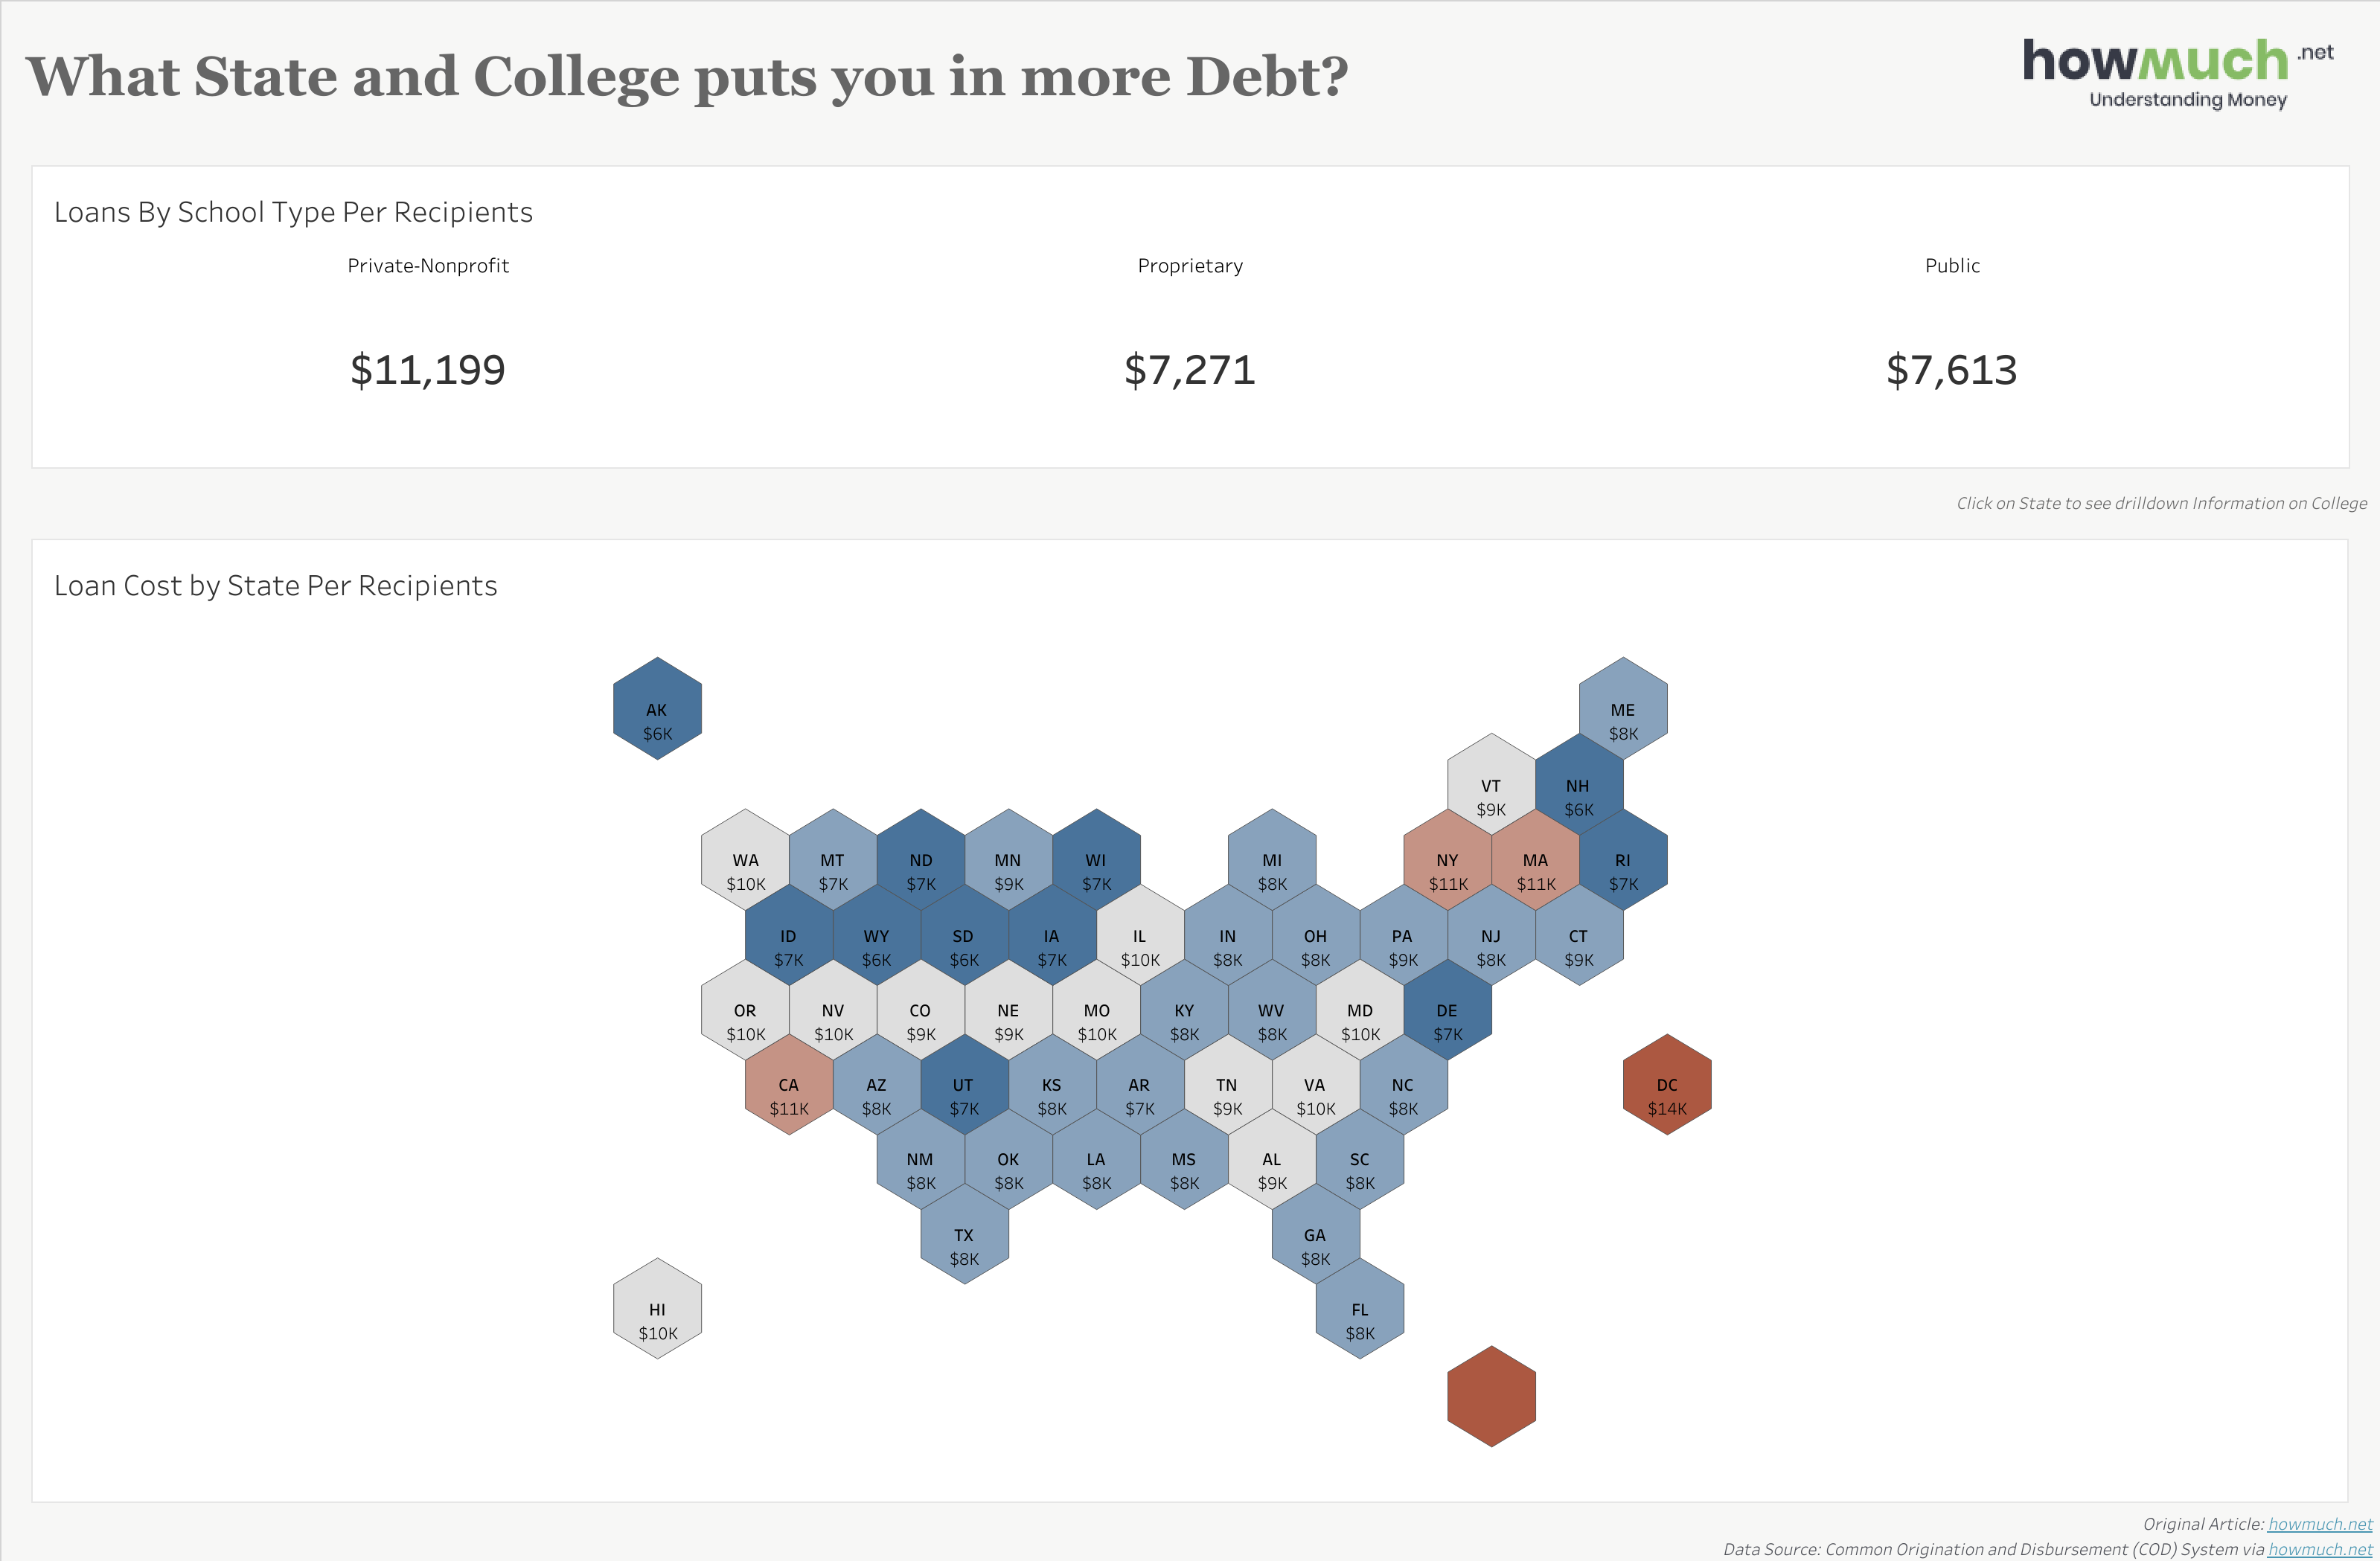 What State and College puts you in more Debt?
howmuch.net
Understanding Money
Loans By School Type Per Recipients
Private-Nonprofit
Proprietary
Public
$11,199
$7,271
$7,613
Click on State to see drilldown Information on College
Loan Cost by State Per Recipients
AK
$6K
ME
$8K
VT
$9K
NH
$6K
WA
$10K
MT
$7K
ND
$7K
MN
$9K
WI
$7K
MI
$8K
NY
$11K
MA
$11K
RI
$7K
ID
$7K
WY
$6K
SD
$6K
IA
$7K
IL
$10K
IN
$8K
OH
$8K
PA
$9K
NJ
$8K
CT
$9K
OR
$10K
NV
$10K
CO
$9K
NE
$9K
MO
$10K
KY
$8K
WV
$8K
MD
$10K
DE
$7K
CA
$11K
AZ
$8K
UT
$7K
KS
$8K
AR
$7K
TN
$9K
VA
$10K
NC
$8K
DC
$14K
NM
$8K
OK
$8K
LA
$8K
MS
$8K
AL
$9K
SC
$8K
TX
$8K
GA
$8K
HI
$10K
FL
$8K
Original Article: howmuch.net
Data Source: Common Origination and Disbursement (COD) System via howmuch.net